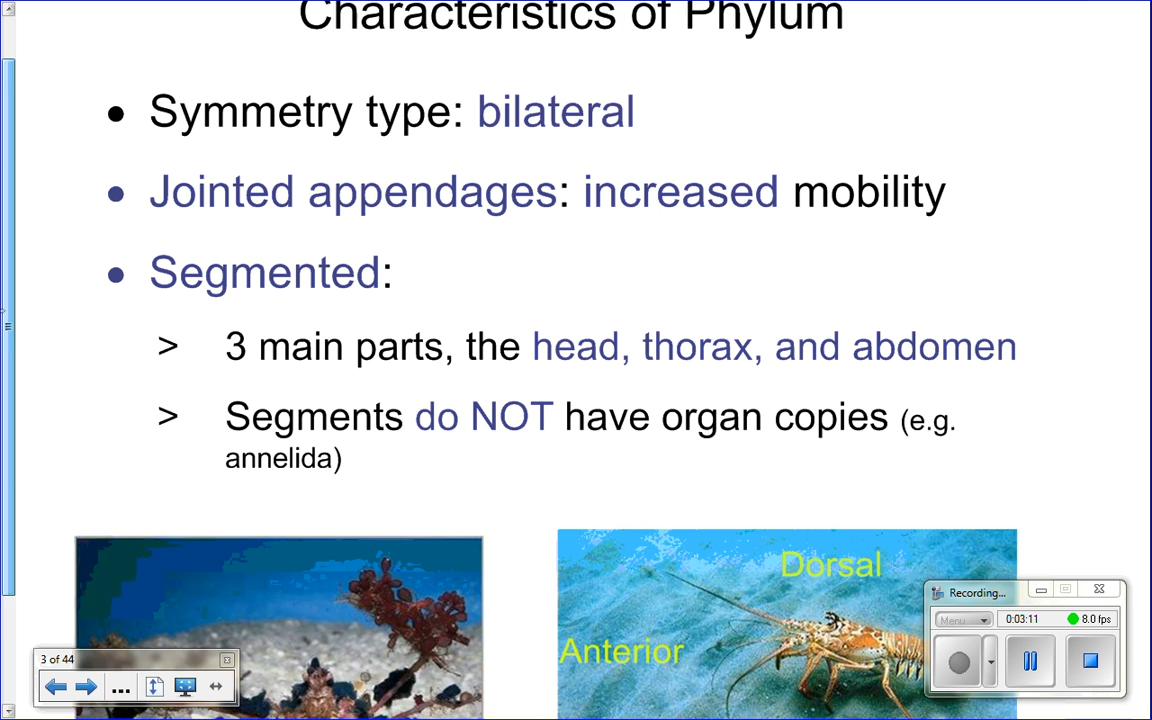 Characteristics of Phylum
• Symmetry type: bilateral
• Jointed appendages: increased mobility
• Segmented:
> 3 main parts, the head, thorax, and abdomen
> Segments do NOT have organ copies (e.g.
annelida)
Dorsal
Anterior
Recording...
Menu
0:03:11
8.0 fps
3 of 44
...